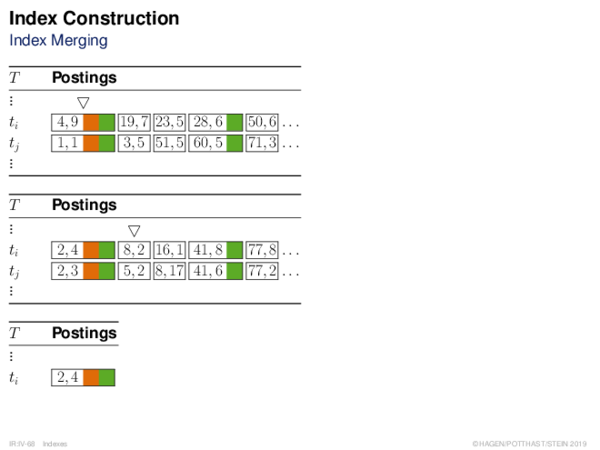 Index Construction
Index Merging
T Postings
⋮ ▽
t_i 4, 9 19, 7 23, 5 28, 6 50, 6 ...
t_j 1, 1 3, 5 51, 5 60, 5 71, 3 ...
⋮
T Postings
⋮ ▽
t_i 2, 4 8, 2 16, 1 41, 8 77, 8 ...
t_j 2, 3 5, 2 8, 17 41, 6 77, 2 ...
⋮
T Postings
⋮
t_i 2, 4
IR:IV-68 Indexes ©HAGEN/POTTHAST/STEIN 2019